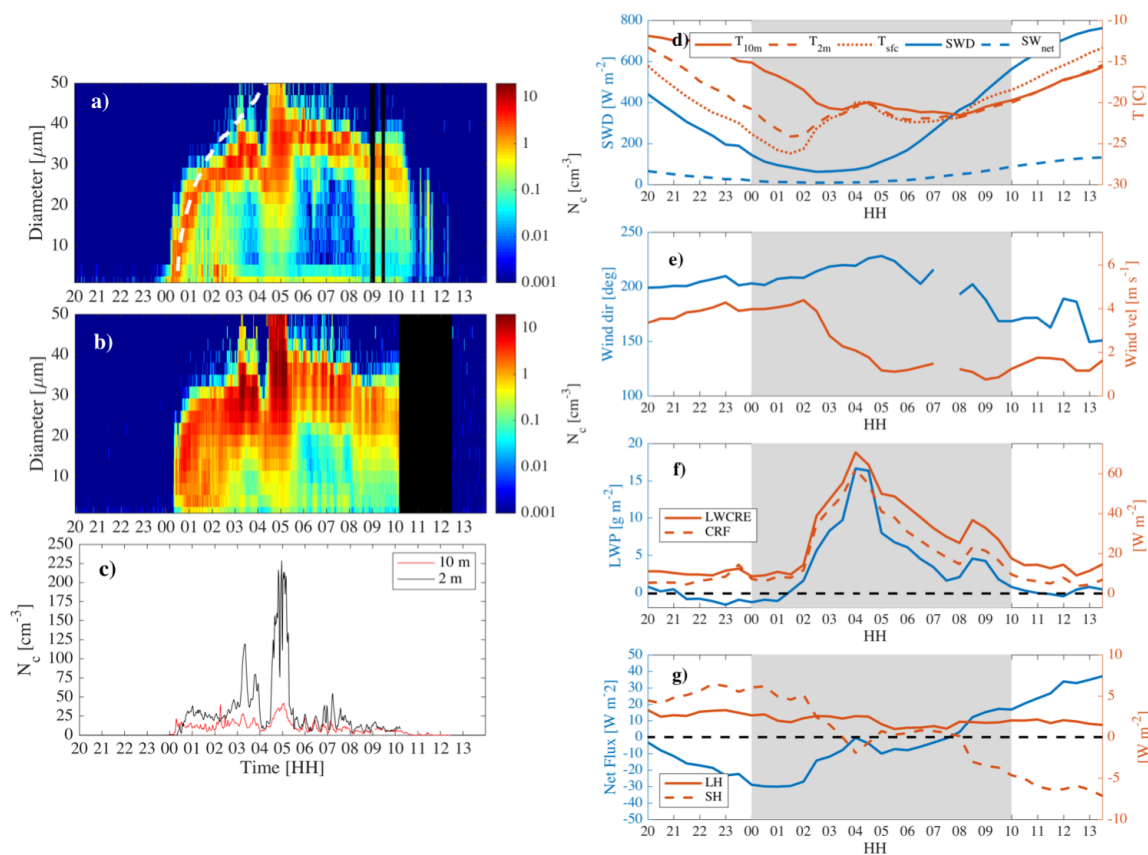 a)
50
40
30
20
10
Diameter [μm]
20 21 22 23 00 01 02 03 04 05 06 07 08 09 10 11 12 13
10
1
0.1
0.01
0.001
N_c [cm^-3]
b)
50
40
30
20
10
Diameter [μm]
20 21 22 23 00 01 02 03 04 05 06 07 08 09 10 11 12 13
10
1
0.1
0.01
0.001
N_c [cm^-3]
c)
250
225
200
175
150
125
100
75
50
25
0
N_c [cm^-3]
10 m
2 m
20 21 22 23 00 01 02 03 04 05 06 07 08 09 10 11 12 13
Time [HH]
d)
T_10m T_2m T_sfc SWD SW_net
800
600
400
200
0
SWD [W m^-2]
-10
-15
-20
-25
-30
T [C]
20 21 22 23 00 01 02 03 04 05 06 07 08 09 10 11 12 13
HH
e)
250
200
150
100
Wind dir [deg]
6
4
2
0
Wind vel [m s^-1]
20 21 22 23 00 01 02 03 04 05 06 07 08 09 10 11 12 13
HH
f)
20
15
10
5
0
LWP [g m^-2]
LWCRE
CRF
60
40
20
0
[W m^-2]
20 21 22 23 00 01 02 03 04 05 06 07 08 09 10 11 12 13
HH
g)
50
40
30
20
10
0
-10
-20
-30
-40
-50
Net Flux [W m^-2]
LH
SH
10
5
0
-5
-10
[W m^-2]
20 21 22 23 00 01 02 03 04 05 06 07 08 09 10 11 12 13
HH